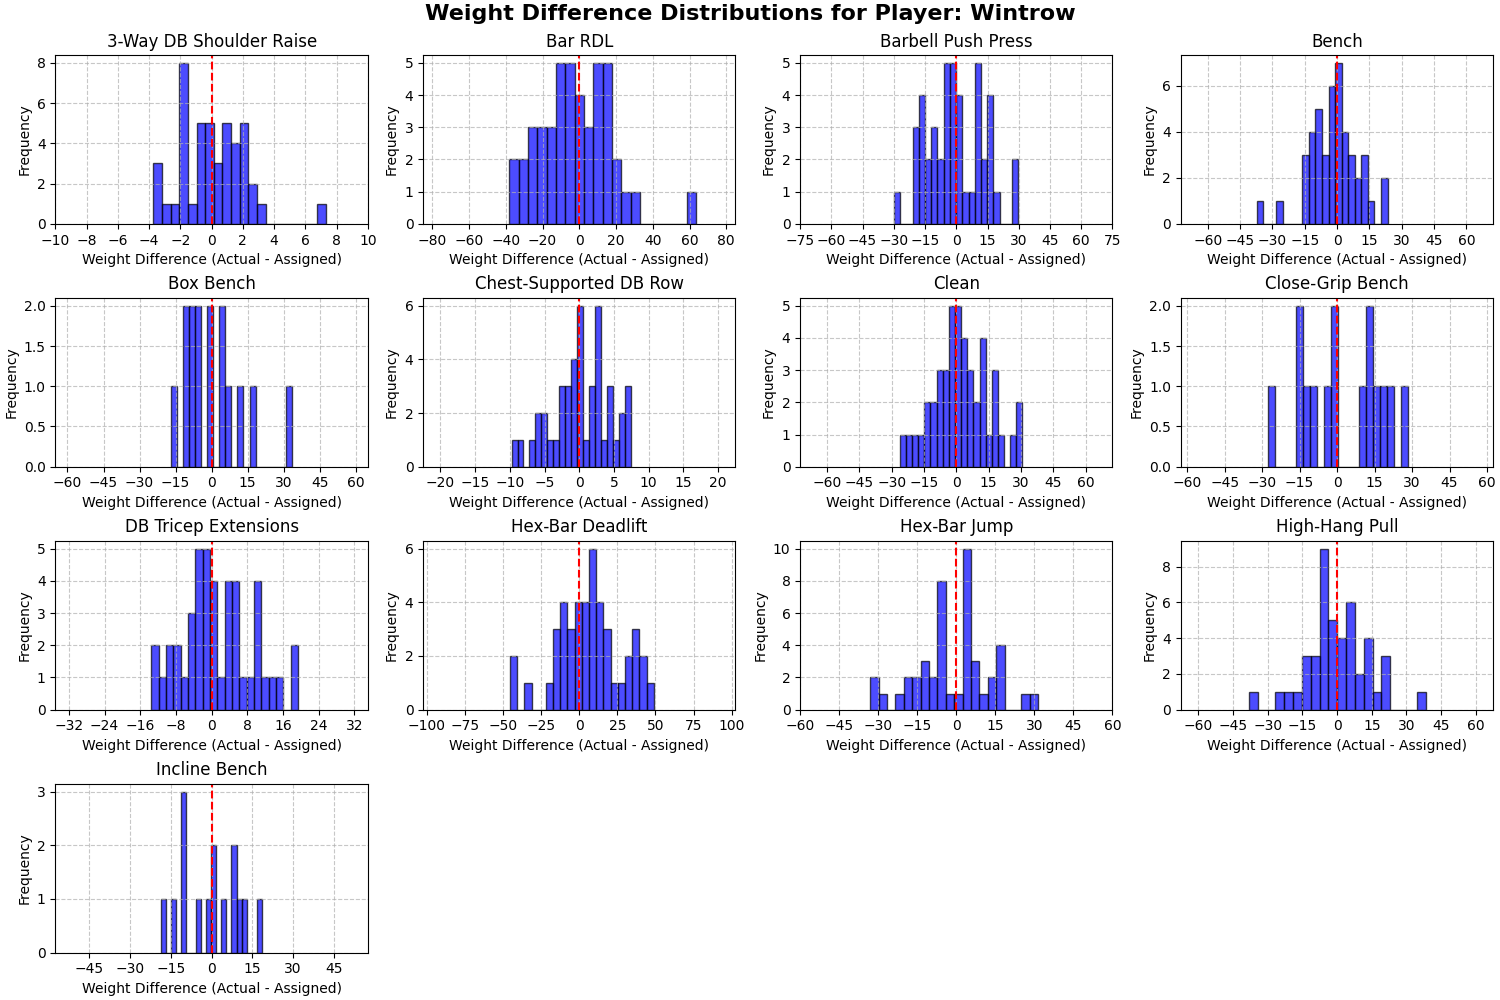 Weight Difference Distributions for Player: Wintrow
3-Way DB Shoulder Raise
Frequency
8
6
4
2
0
−10 −8 −6 −4 −2 0 2 4 6 8 10
Weight Difference (Actual - Assigned)
Bar RDL
Frequency
5
4
3
2
1
0
−80 −60 −40 −20 0 20 40 60 80
Weight Difference (Actual - Assigned)
Barbell Push Press
Frequency
5
4
3
2
1
0
−75 −60 −45 −30 −15 0 15 30 45 60 75
Weight Difference (Actual - Assigned)
Bench
Frequency
6
4
2
0
−60 −45 −30 −15 0 15 30 45 60
Weight Difference (Actual - Assigned)
Box Bench
Frequency
2.0
1.5
1.0
0.5
0.0
−60 −45 −30 −15 0 15 30 45 60
Weight Difference (Actual - Assigned)
Chest-Supported DB Row
Frequency
6
4
2
0
−20 −15 −10 −5 0 5 10 15 20
Weight Difference (Actual - Assigned)
Clean
Frequency
5
4
3
2
1
0
−60 −45 −30 −15 0 15 30 45 60
Weight Difference (Actual - Assigned)
Close-Grip Bench
Frequency
2.0
1.5
1.0
0.5
0.0
−60 −45 −30 −15 0 15 30 45 60
Weight Difference (Actual - Assigned)
DB Tricep Extensions
Frequency
5
4
3
2
1
0
−32 −24 −16 −8 0 8 16 24 32
Weight Difference (Actual - Assigned)
Hex-Bar Deadlift
Frequency
6
4
2
0
−100 −75 −50 −25 0 25 50 75 100
Weight Difference (Actual - Assigned)
Hex-Bar Jump
Frequency
10
8
6
4
2
0
−60 −45 −30 −15 0 15 30 45 60
Weight Difference (Actual - Assigned)
High-Hang Pull
Frequency
8
6
4
2
0
−60 −45 −30 −15 0 15 30 45 60
Weight Difference (Actual - Assigned)
Incline Bench
Frequency
3
2
1
0
−45 −30 −15 0 15 30 45
Weight Difference (Actual - Assigned)